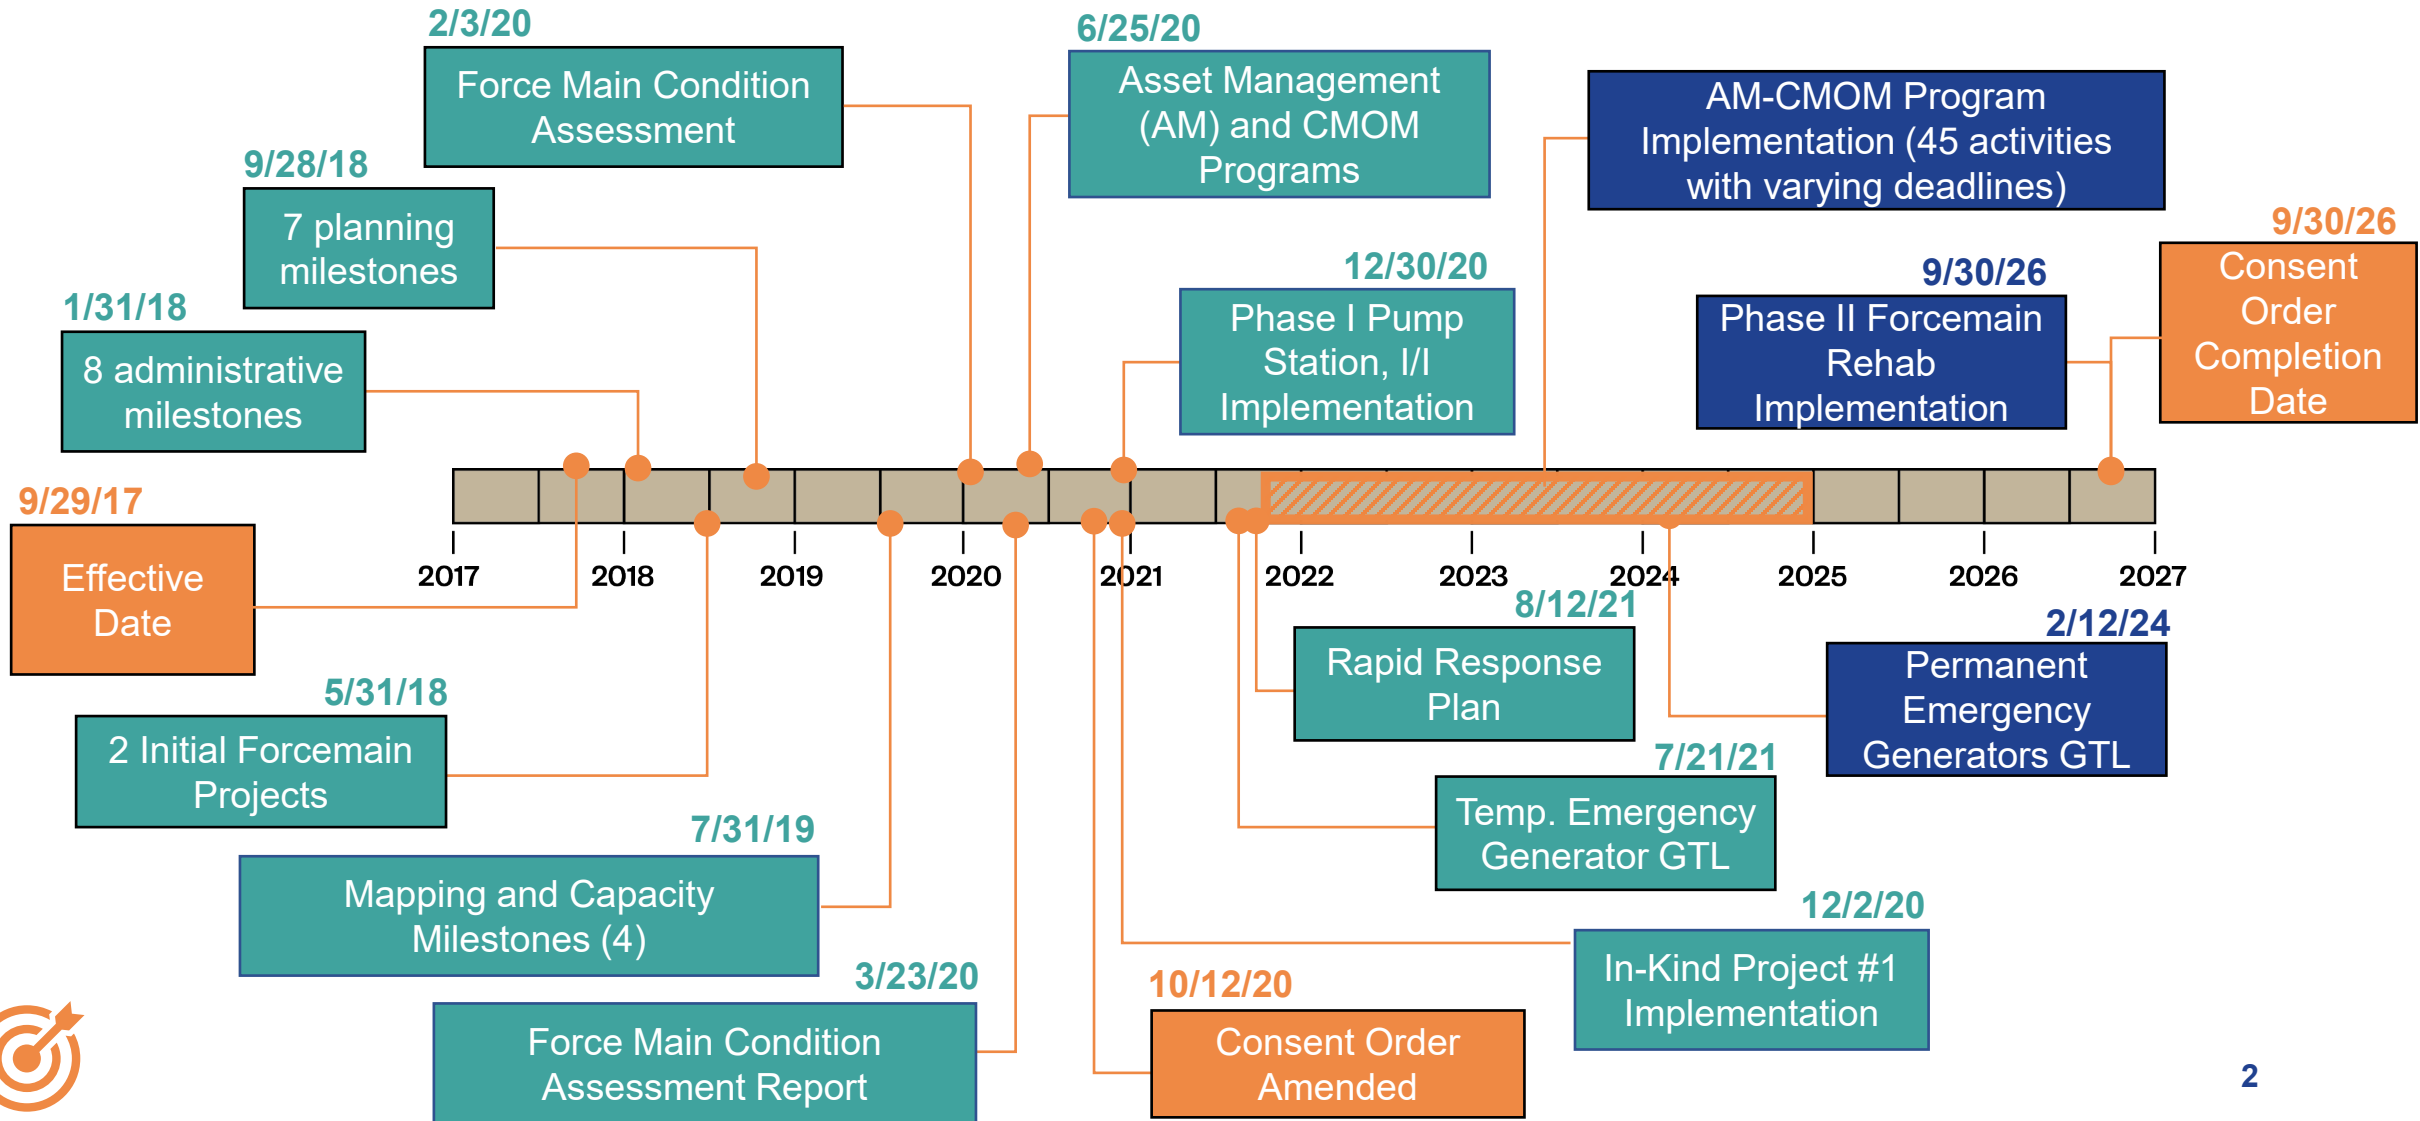 2/3/20
Force Main Condition
Assessment
6/25/20
Asset Management
(AM) and CMOM
Programs
AM-CMOM Program
Implementation (45 activities
with varying deadlines)
9/28/18
7 planning
milestones
9/30/26
Consent
Order
Completion
Date
12/30/20
Phase I Pump
Station, I/I
Implementation
9/30/26
Phase II Forcemain
Rehab
Implementation
1/31/18
8 administrative
milestones
9/29/17
Effective
Date
2017
2018
2019
2020
2021
2022
2023
2024
2025
2026
2027
8/12/21
Rapid Response
Plan
2/12/24
Permanent
Emergency
Generators GTL
5/31/18
2 Initial Forcemain
Projects
7/21/21
Temp. Emergency
Generator GTL
7/31/19
Mapping and Capacity
Milestones (4)
12/2/20
In-Kind Project #1
Implementation
3/23/20
Force Main Condition
Assessment Report
10/12/20
Consent Order
Amended
2